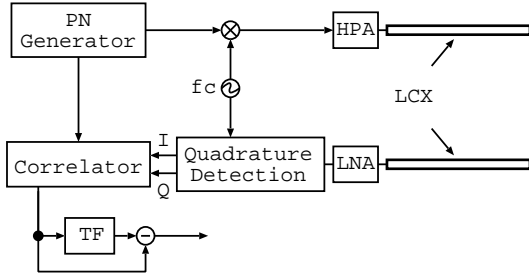 PN
Generator
HPA
fc
LCX
I
Correlator
Quadrature
Detection
LNA
Q
TF